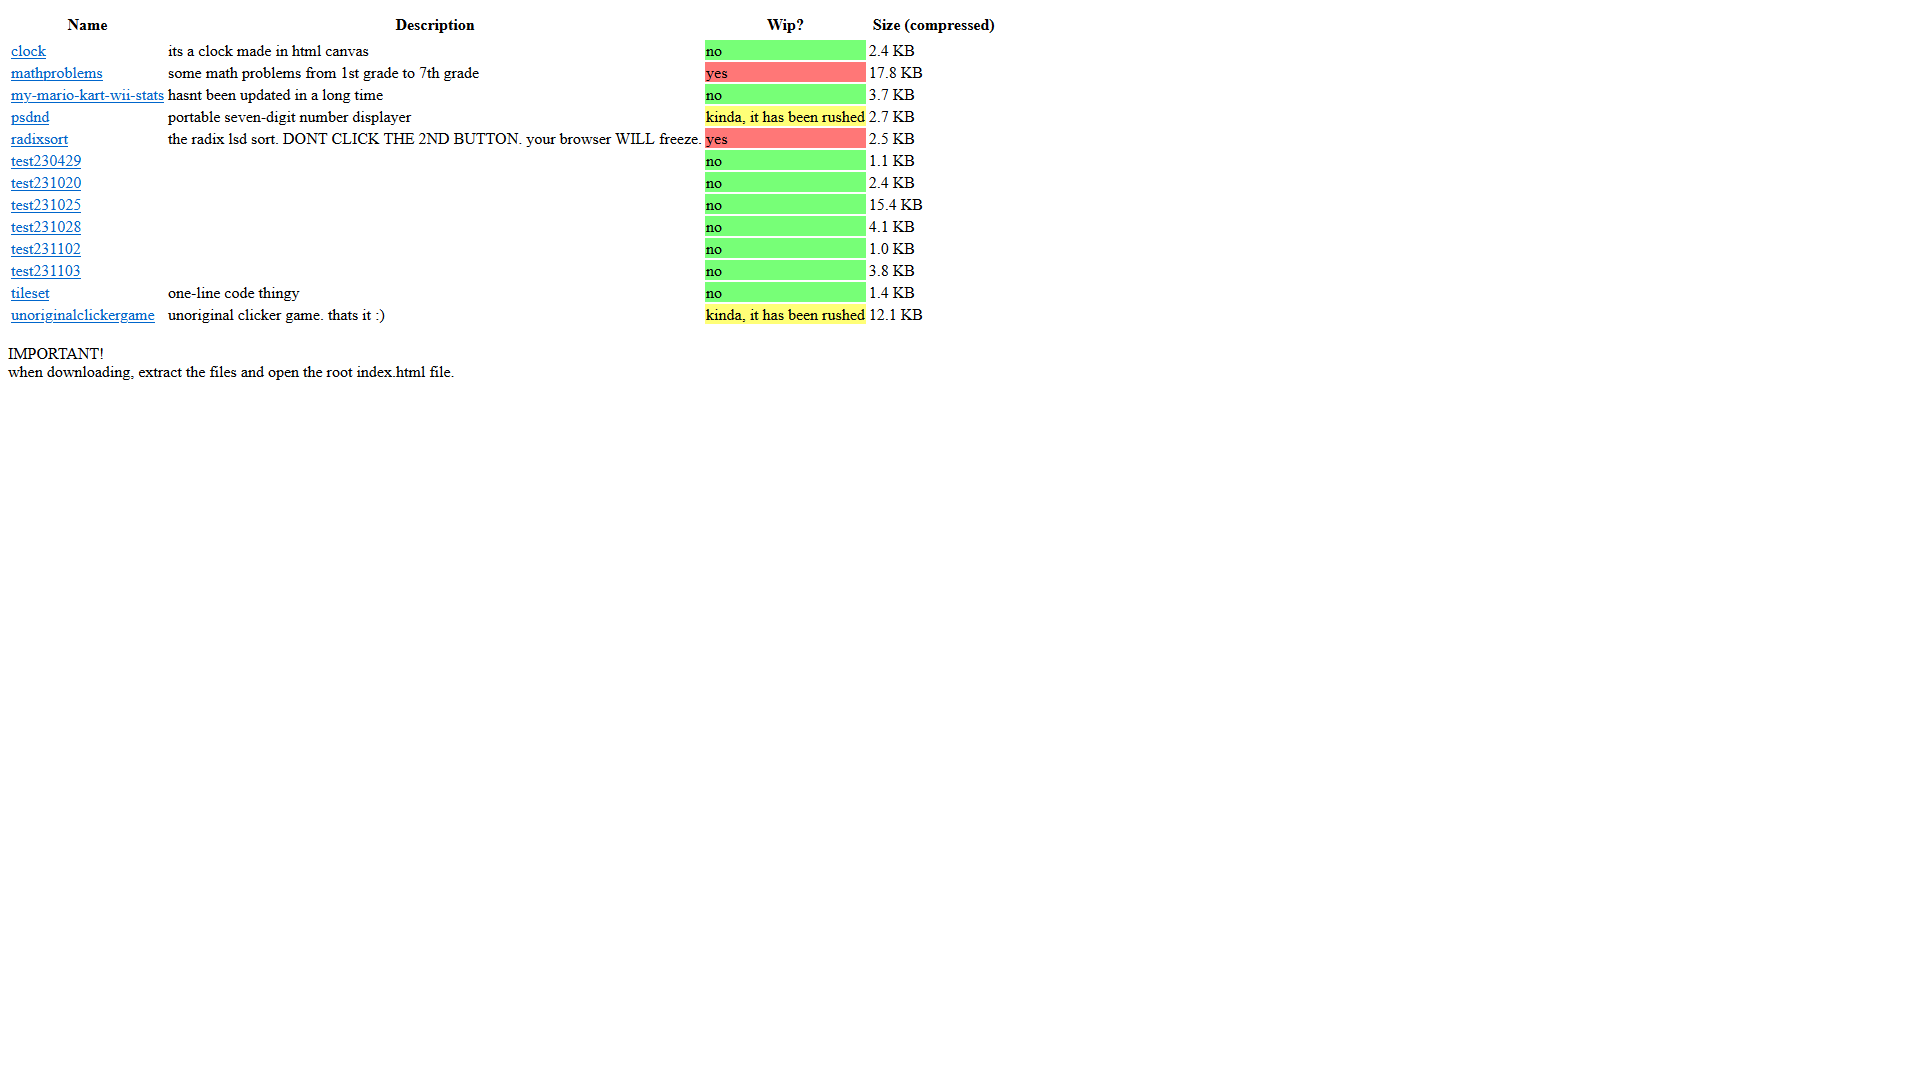 Name Description Wip? Size (compressed)
clock its a clock made in html canvas no 2.4 KB
mathproblems some math problems from 1st grade to 7th grade yes 17.8 KB
my-mario-kart-wii-stats hasnt been updated in a long time no 3.7 KB
psdnd portable seven-digit number displayer kinda, it has been rushed 2.7 KB
radixsort the radix lsd sort. DONT CLICK THE 2ND BUTTON. your browser WILL freeze. yes 2.5 KB
test230429 no 1.1 KB
test231020 no 2.4 KB
test231025 no 15.4 KB
test231028 no 4.1 KB
test231102 no 1.0 KB
test231103 no 3.8 KB
tileset one-line code thingy no 1.4 KB
unoriginalclickergame unoriginal clicker game. thats it :) kinda, it has been rushed 12.1 KB
IMPORTANT!
when downloading, extract the files and open the root index.html file.